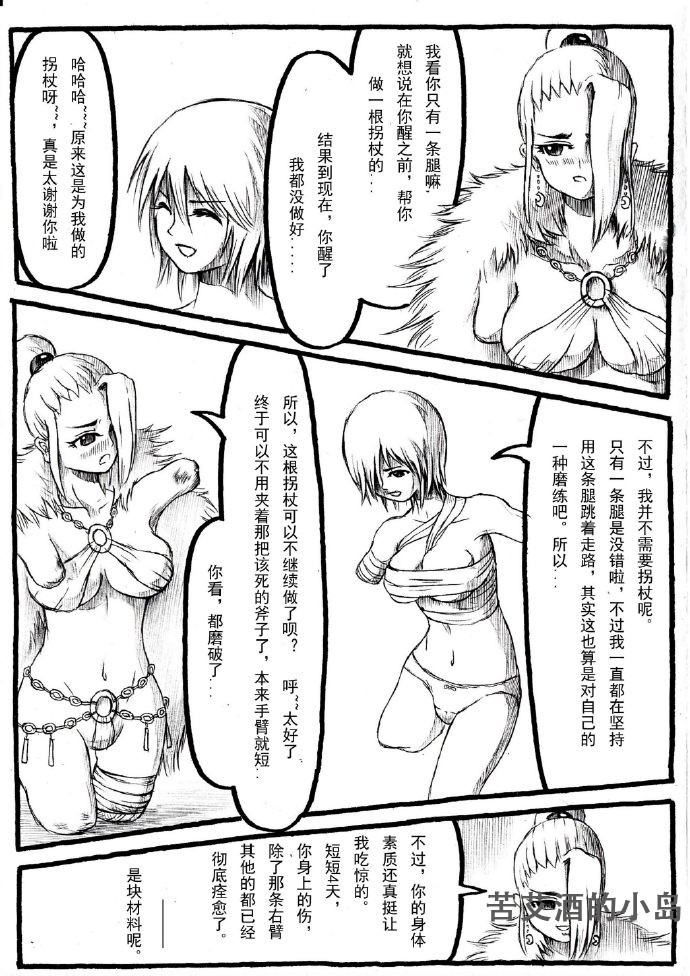 我看你只有一条腿嘛，
就想说在你醒之前，帮你
做一根拐杖的...
结果到现在，你醒了
我都没做好....
哈哈哈~~原来这是为我做的
拐杖呀~~，真是太谢谢你啦
不过，我并不需要拐杖呢。
只有一条腿是没错啦，不过我一直都在坚持
用这条腿跳着走路，其实这也算是对自己的
一种磨练吧。所以...
所以，这根拐杖可以不继续做了呗？ 呼~~太好了
终于可以不用夹着那把该死的斧子了，本来手臂就短...
你看，都磨破了...
不过，你的身体
素质还真挺让
我吃惊的。
短短4天，
你身上的伤，
除了那条右臂
其他的都已经
彻底痊愈了。
是块材料呢。
苦艾酒的小岛